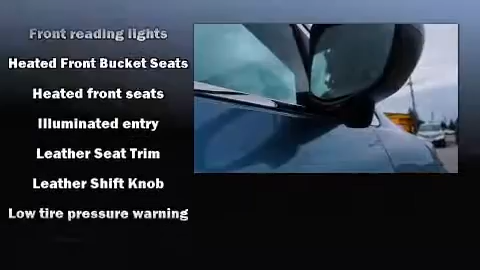 Front reading lights
Heated Front Bucket Seats
Heated front seats
Illuminated entry
Leather Seat Trim
Leather Shift Knob
Low tire pressure warning